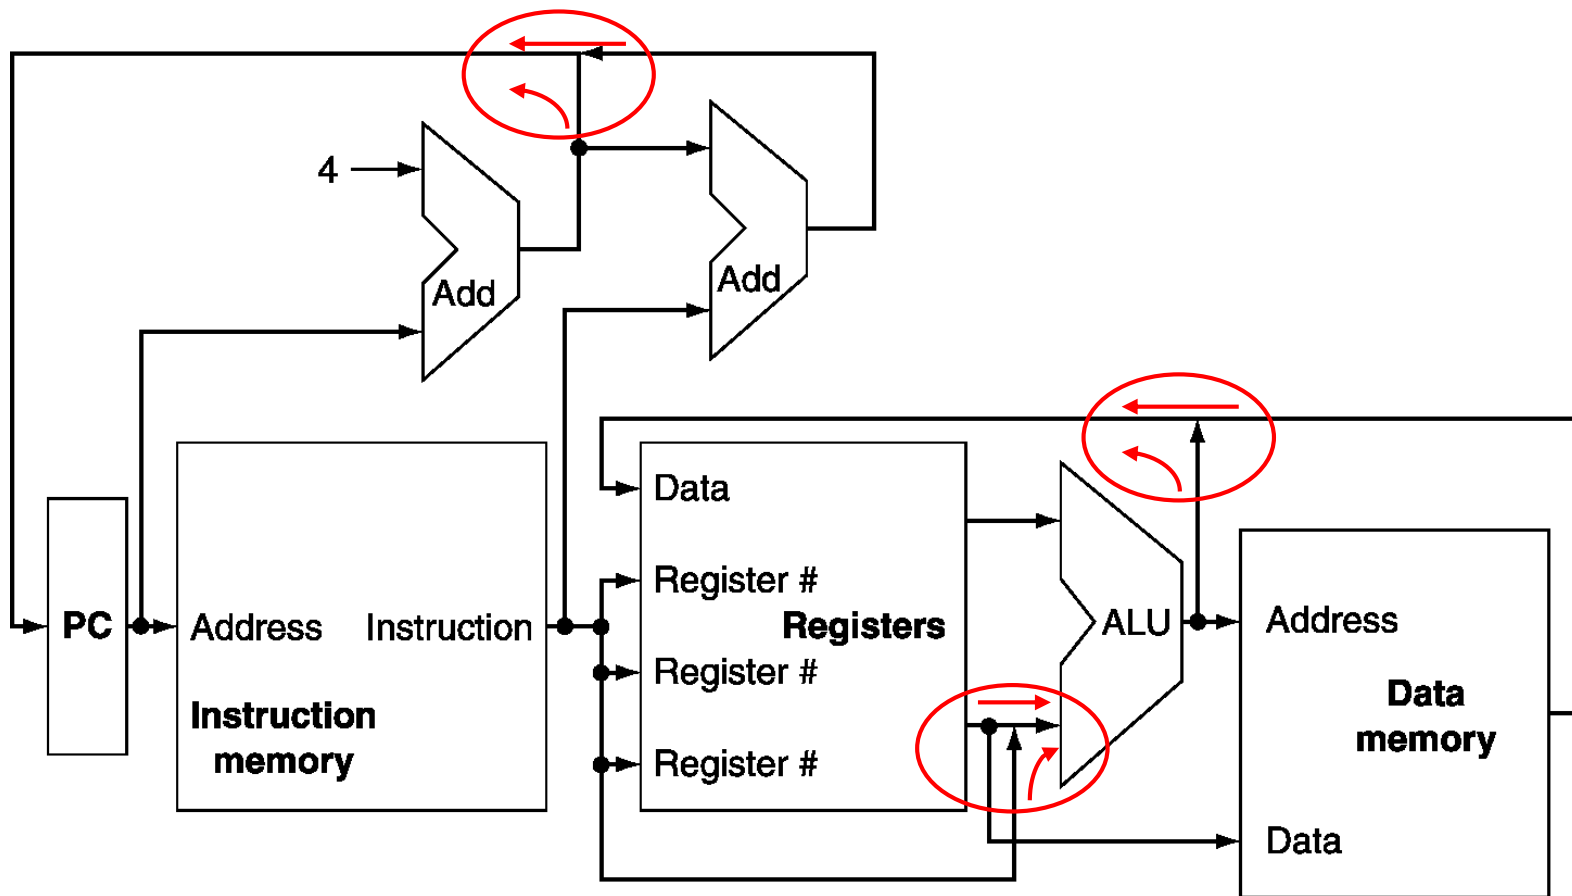 4
Add
Add
Data
Register #
Register #
Register #
Registers
PC
Address
Instruction
Instruction
memory
ALU
Address
Data
memory
Data